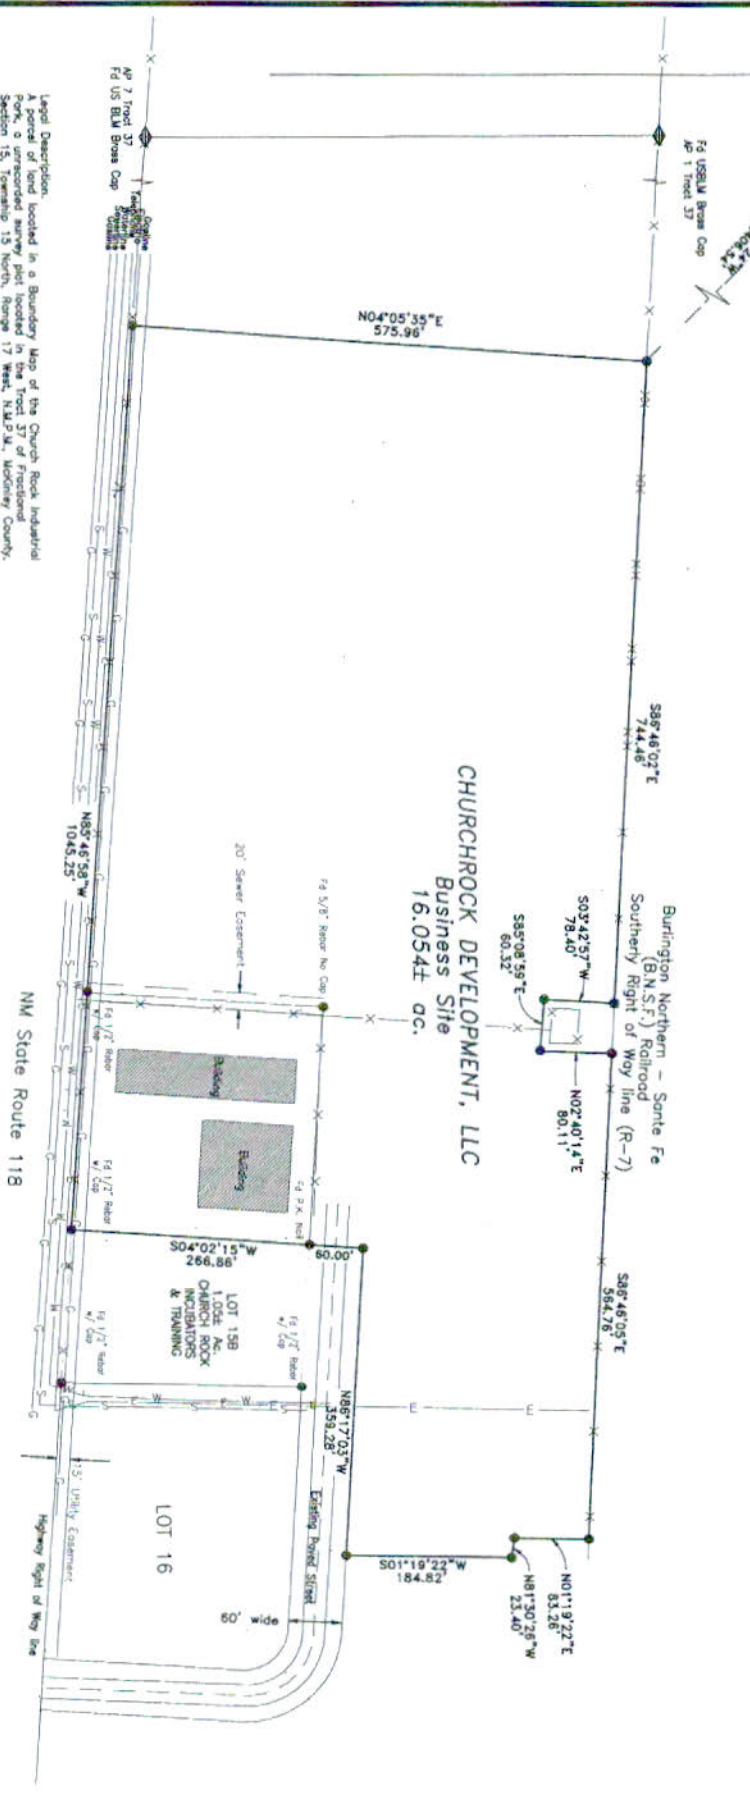 Fd USBLM Brass Cap
AP 1 Tract 37
AP 7 Tract 37
Fd US BLM Brass Cap
Legal Description.
A parcel of land located in a Boundary Map of the Church Rock Industrial
Park, a unrecorded survey plat located in the Tract 37 of Fractional
Section 15, Township 15 North, Range 17 West, N.M.P.M., McKinley County.
N04°05'35"E
575.96'
S86°46'02"E
744.46'
Burlington Northern - Sante Fe
(B.N.S.F.) Railroad
Southerly Right of Way line (R-7)
S03°42'57"W
78.40'
S85°08'59"E
60.32'
N02°40'14"E
80.11'
S86°46'05"E
564.76'
N01°19'22"E
83.26'
N81°30'26"W
23.40'
S01°19'22"W
184.82'
N86°17'03"W
359.28'
60.00'
S04°02'15"W
266.86'
N85°46'58"W
1045.25'
CHURCHROCK DEVELOPMENT, LLC
Business Site
16.054± ac.
Fd 5/8" Rebar No Cap
20' Sewer Easement
Building
Building
Fd P.K. Nail
Fd 1/2" Rebar
w/ Cap
Fd 1/2" Rebar
w/ Cap
Fd 1/2" Rebar
w/ Cap
Fd 1/2" Rebar
w/ Cap
LOT 15B
1.05± Ac.
CHURCH ROCK
INCUBATORS
& TRAINING
Existing Paved Street
60' wide
LOT 16
15' Utility Easement
Highway Right of Way line
NM State Route 118